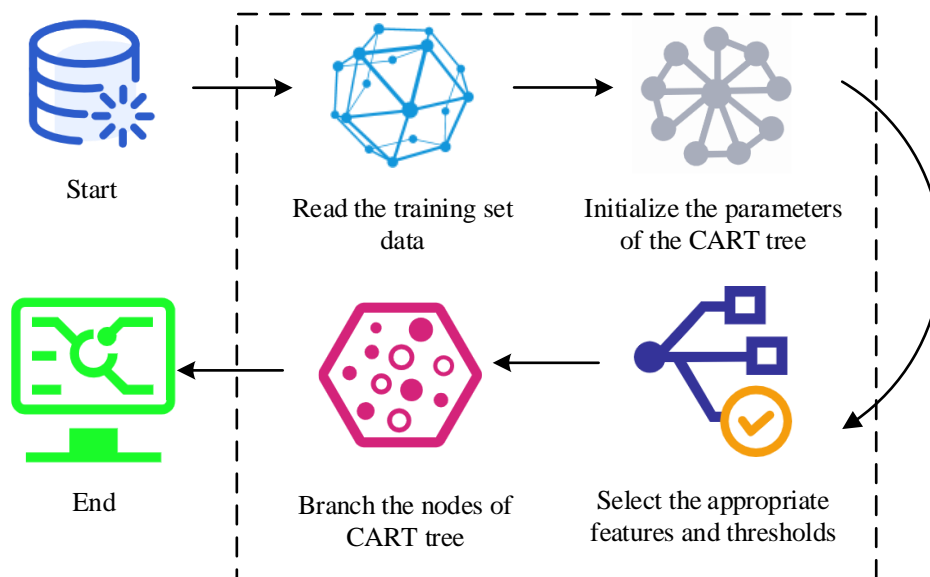 Start
Read the training set
data
Initialize the parameters
of the CART tree
End
Branch the nodes of
CART tree
Select the appropriate
features and thresholds